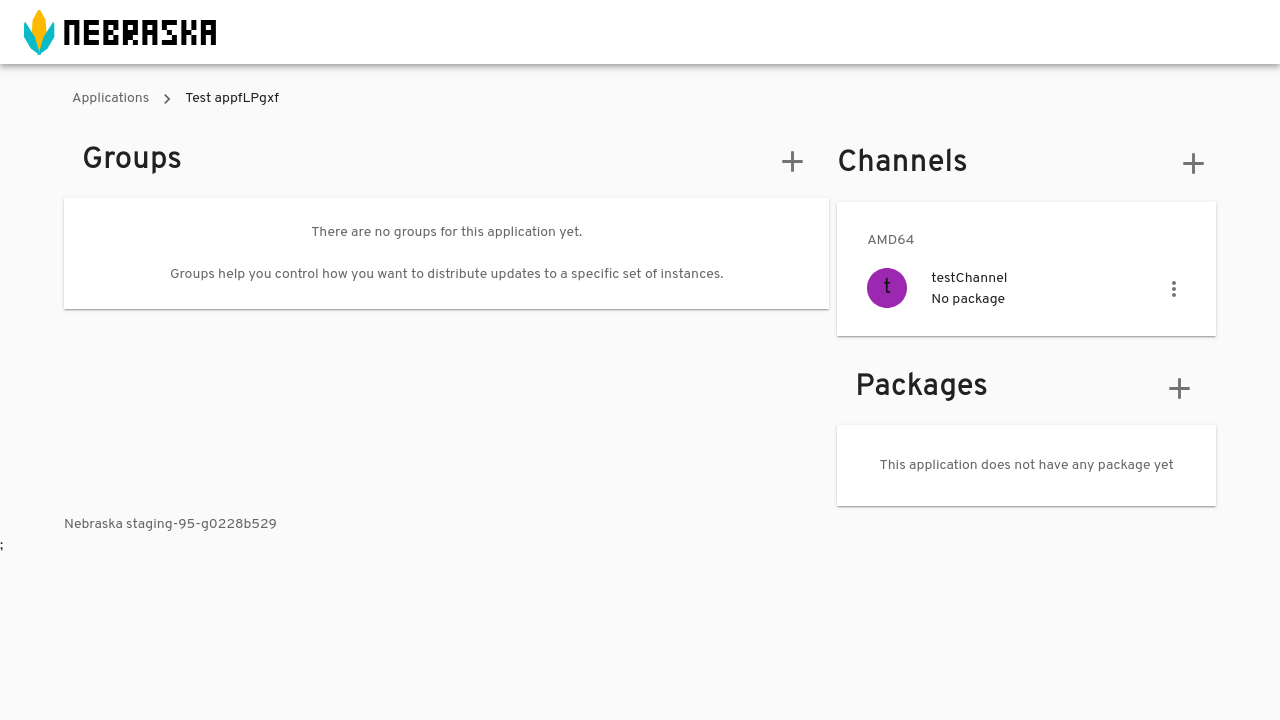 NEBRASKA
Applications
Test appfLPgxf
Groups
There are no groups for this application yet.
Groups help you control how you want to distribute updates to a specific set of instances.
Channels
AMD64
t
testChannel
No package
Packages
This application does not have any package yet
Nebraska staging-95-g0228b529
;